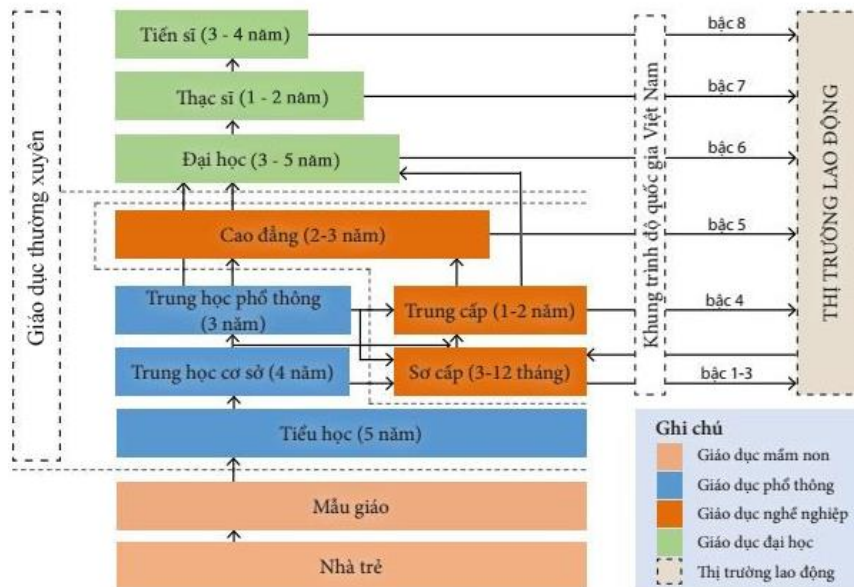 Tiến sĩ (3 - 4 năm)
bậc 8
Thạc sĩ (1 - 2 năm)
bậc 7
Đại học (3 - 5 năm)
bậc 6
Cao đẳng (2-3 năm)
bậc 5
Trung học phổ thông
(3 năm)
Trung cấp (1-2 năm)
bậc 4
Trung học cơ sở (4 năm)
Sơ cấp (3-12 tháng)
bậc 1-3
Tiểu học (5 năm)
Mẫu giáo
Nhà trẻ
Giáo dục thường xuyên
Khung trình độ quốc gia Việt Nam
THỊ TRƯỜNG LAO ĐỘNG
Ghi chú
Giáo dục mầm non
Giáo dục phổ thông
Giáo dục nghề nghiệp
Giáo dục đại học
Thị trường lao động